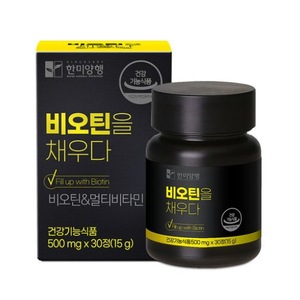 한미양행
건강
기능식품
비오틴을
채우다
Fill up with Biotin
비오틴&멀티비타민
건강기능식품
500 mg x 30정(15 g)
한미양행
비오틴을
채우다
Fill up with Biotin
건강기능식품500 mg x 30정(15 g)